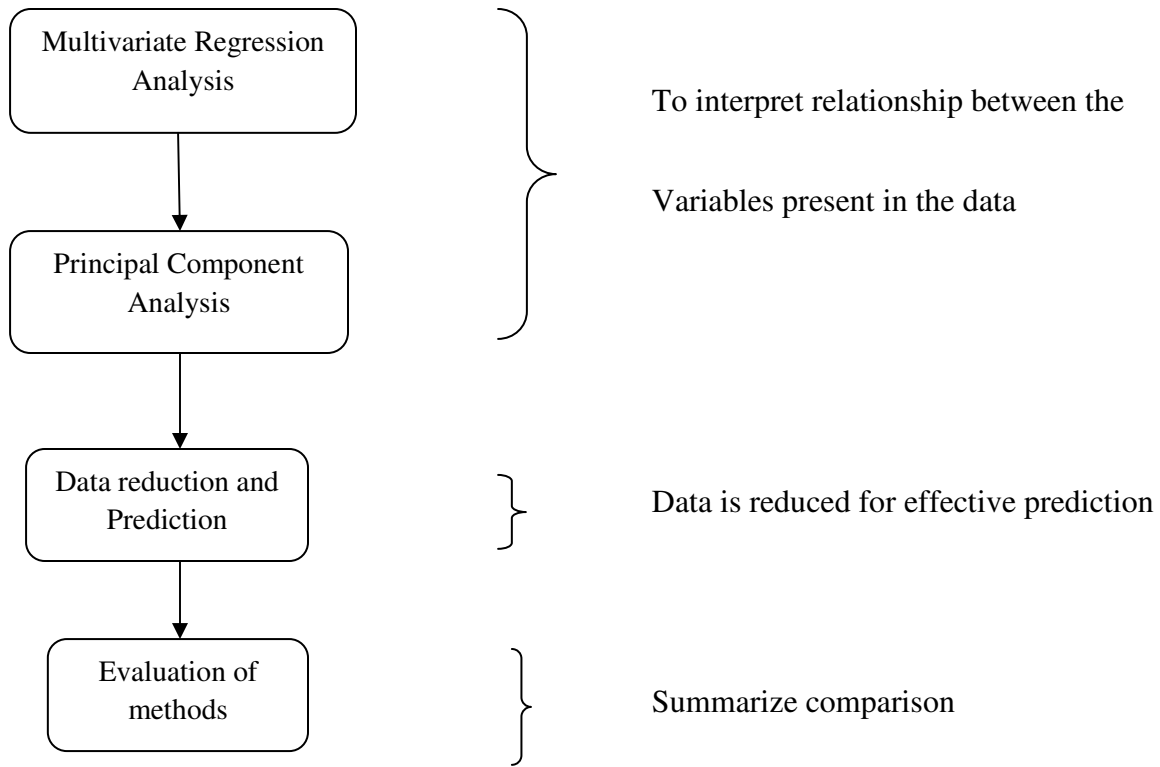 Multivariate Regression
Analysis
To interpret relationship between the
Variables present in the data
Principal Component
Analysis
Data reduction and
Prediction
Data is reduced for effective prediction
Evaluation of
methods
Summarize comparison